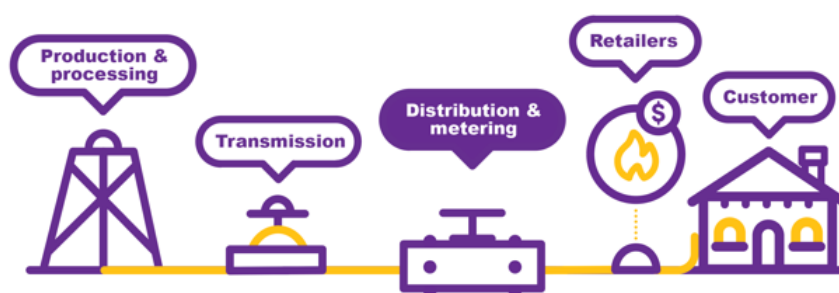 Production &
processing
Transmission
Distribution &
metering
Retailers
$
Customer